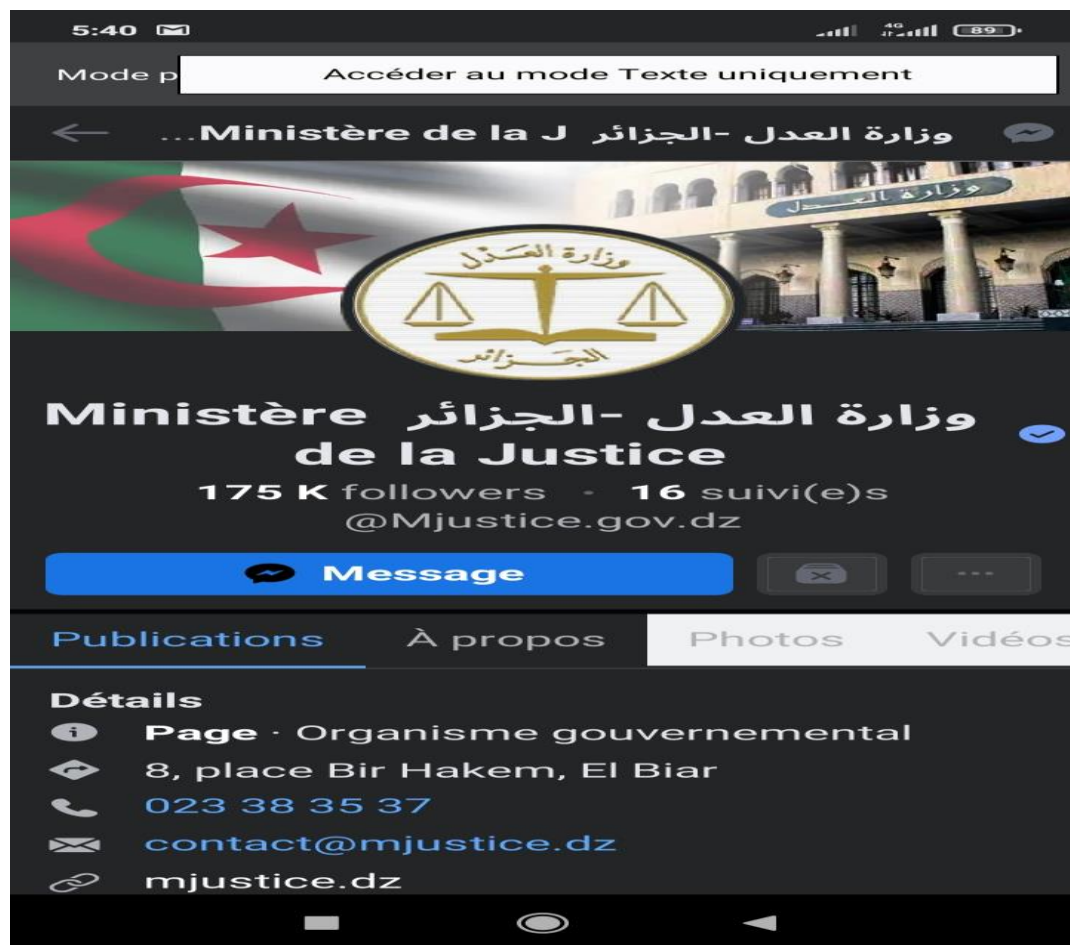 5:40
4G
89
Mode p
Accéder au mode Texte uniquement
وزارة العدل -الجزائر Ministère de la J...
وزارة العدل
وزارة العدل
الجزائر
وزارة العدل -الجزائر Ministère
de la Justice
175 K followers · 16 suivi(e)s
@Mjustice.gov.dz
Message
Publications À propos Photos Vidéos
Détails
Page · Organisme gouvernemental
8, place Bir Hakem, El Biar
023 38 35 37
contact@mjustice.dz
mjustice.dz